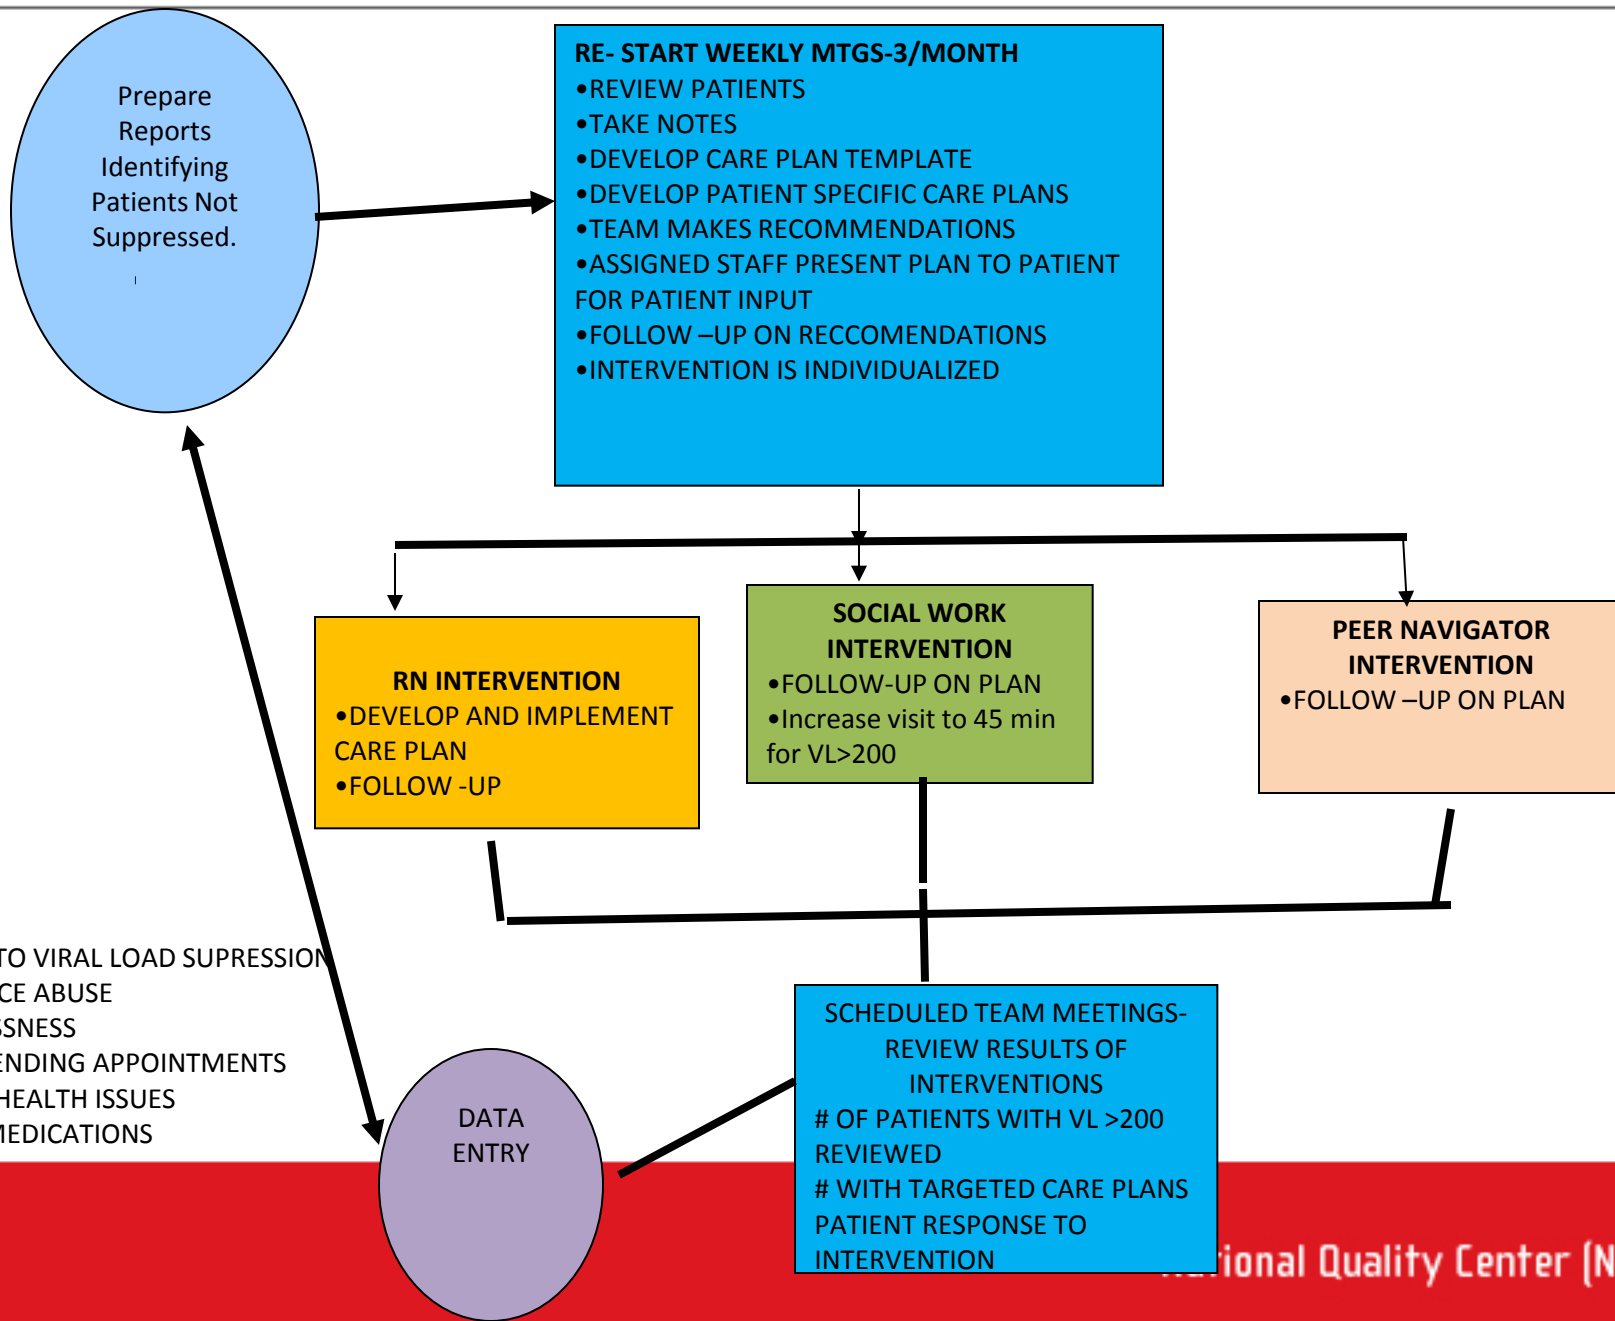 Prepare
Reports
Identifying
Patients Not
Suppressed.
RE- START WEEKLY MTGS-3/MONTH
•REVIEW PATIENTS
•TAKE NOTES
•DEVELOP CARE PLAN TEMPLATE
•DEVELOP PATIENT SPECIFIC CARE PLANS
•TEAM MAKES RECOMMENDATIONS
•ASSIGNED STAFF PRESENT PLAN TO PATIENT
FOR PATIENT INPUT
•FOLLOW –UP ON RECCOMENDATIONS
•INTERVENTION IS INDIVIDUALIZED
RN INTERVENTION
•DEVELOP AND IMPLEMENT
CARE PLAN
•FOLLOW -UP
SOCIAL WORK
INTERVENTION
•FOLLOW-UP ON PLAN
•Increase visit to 45 min
for VL>200
PEER NAVIGATOR
INTERVENTION
•FOLLOW –UP ON PLAN
TO VIRAL LOAD SUPRESSION
CE ABUSE
SSNESS
ENDING APPOINTMENTS
HEALTH ISSUES
MEDICATIONS
DATA
ENTRY
SCHEDULED TEAM MEETINGS-
REVIEW RESULTS OF
INTERVENTIONS
# OF PATIENTS WITH VL >200
REVIEWED
# WITH TARGETED CARE PLANS
PATIENT RESPONSE TO
INTERVENTION
National Quality Center (N